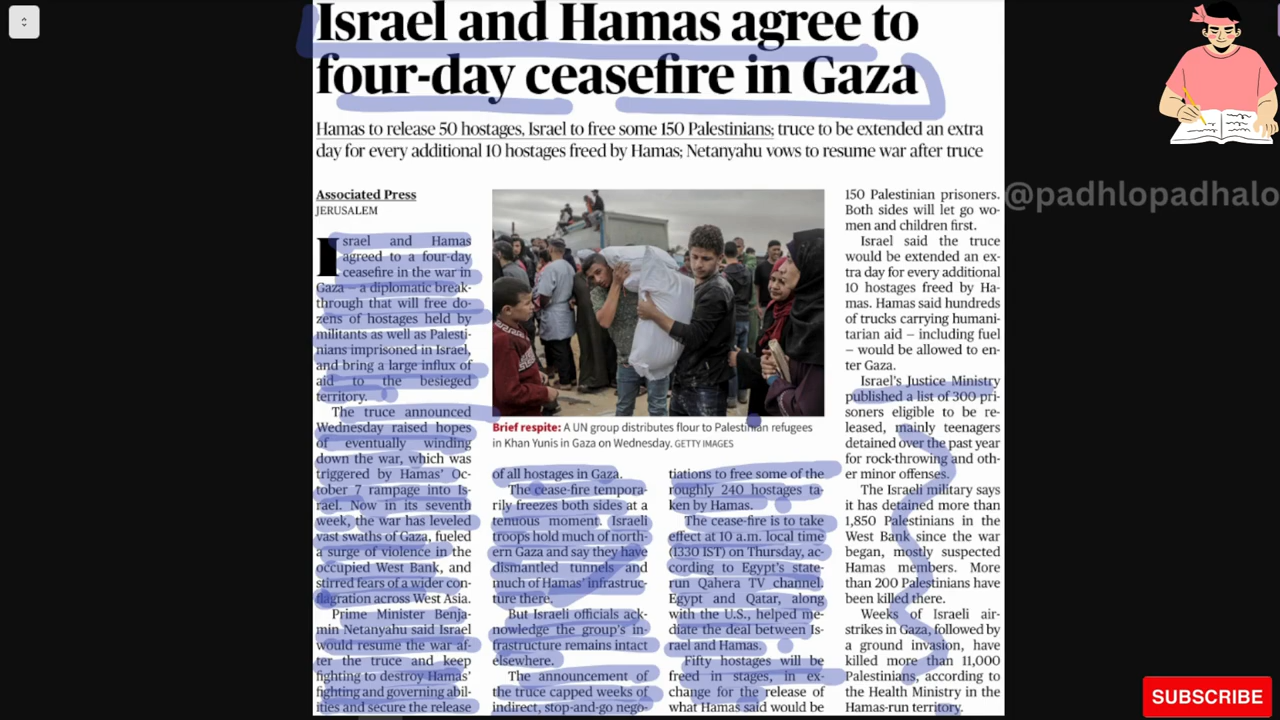 Israel and Hamas agree to
four-day ceasefire in Gaza
Hamas to release 50 hostages, Israel to free some 150 Palestinians; truce to be extended an extra
day for every additional 10 hostages freed by Hamas; Netanyahu vows to resume war after truce
Associated Press
JERUSALEM
Israel and Hamas
agreed to a four-day
ceasefire in the war in
Gaza – a diplomatic break-
through that will free do-
zens of hostages held by
militants as well as Palesti-
nians imprisoned in Israel,
and bring a large influx of
aid to the besieged
territory.
The truce announced
Wednesday raised hopes
of eventually winding
down the war, which was
triggered by Hamas' Oc-
tober 7 rampage into Is-
rael. Now in its seventh
week, the war has leveled
vast swaths of Gaza, fueled
a surge of violence in the
occupied West Bank, and
stirred fears of a wider con-
flagration across West Asia.
Prime Minister Benja-
min Netanyahu said Israel
would resume the war af-
ter the truce and keep
fighting to destroy Hamas'
fighting and governing abil-
ities and secure the release
Brief respite: A UN group distributes flour to Palestinian refugees
in Khan Yunis in Gaza on Wednesday. GETTY IMAGES
of all hostages in Gaza.
The cease-fire tempora-
rily freezes both sides at a
tenuous moment. Israeli
troops hold much of north-
ern Gaza and say they have
dismantled tunnels and
much of Hamas' infrastruc-
ture there.
But Israeli officials ack-
nowledge the group's in-
frastructure remains intact
elsewhere.
The announcement of
the truce capped weeks of
indirect, stop-and-go nego-
tiations to free some of the
roughly 240 hostages ta-
ken by Hamas.
The cease-fire is to take
effect at 10 a.m. local time
(1330 IST) on Thursday, ac-
cording to Egypt's state-
run Qahera TV channel.
Egypt and Qatar, along
with the U.S., helped me-
diate the deal between Is-
rael and Hamas.
Fifty hostages will be
freed in stages, in ex-
change for the release of
what Hamas said would be
150 Palestinian prisoners.
Both sides will let go wo-
men and children first.
Israel said the truce
would be extended an ex-
tra day for every additional
10 hostages freed by Ha-
mas. Hamas said hundreds
of trucks carrying humani-
tarian aid – including fuel
– would be allowed to en-
ter Gaza.
Israel's Justice Ministry
published a list of 300 pri-
soners eligible to be re-
leased, mainly teenagers
detained over the past year
for rock-throwing and oth-
er minor offenses.
The Israeli military says
it has detained more than
1,850 Palestinians in the
West Bank since the war
began, mostly suspected
Hamas members. More
than 200 Palestinians have
been killed there.
Weeks of Israeli air-
strikes in Gaza, followed by
a ground invasion, have
killed more than 11,000
Palestinians, according to
the Health Ministry in the
Hamas-run territory.
@padhlopadhalo
SUBSCRIBE